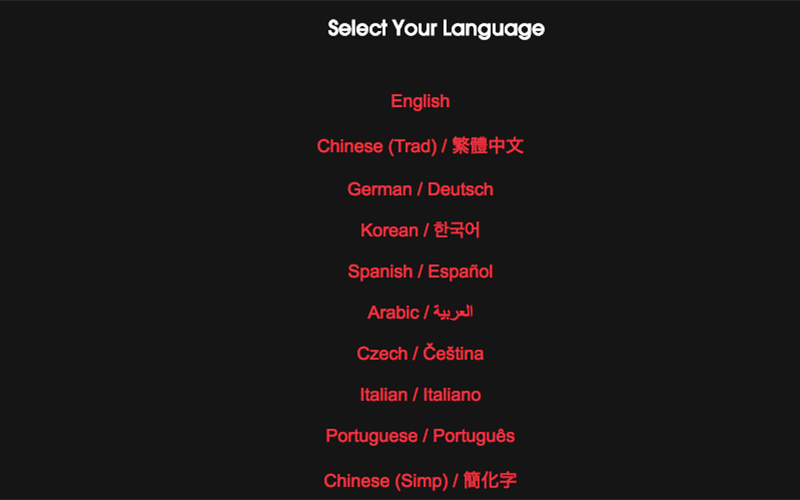 Select Your Language
English
Chinese (Trad) / 繁體中文
German / Deutsch
Korean / 한국어
Spanish / Español
Arabic / العربية
Czech / Čeština
Italian / Italiano
Portuguese / Português
Chinese (Simp) / 簡化字